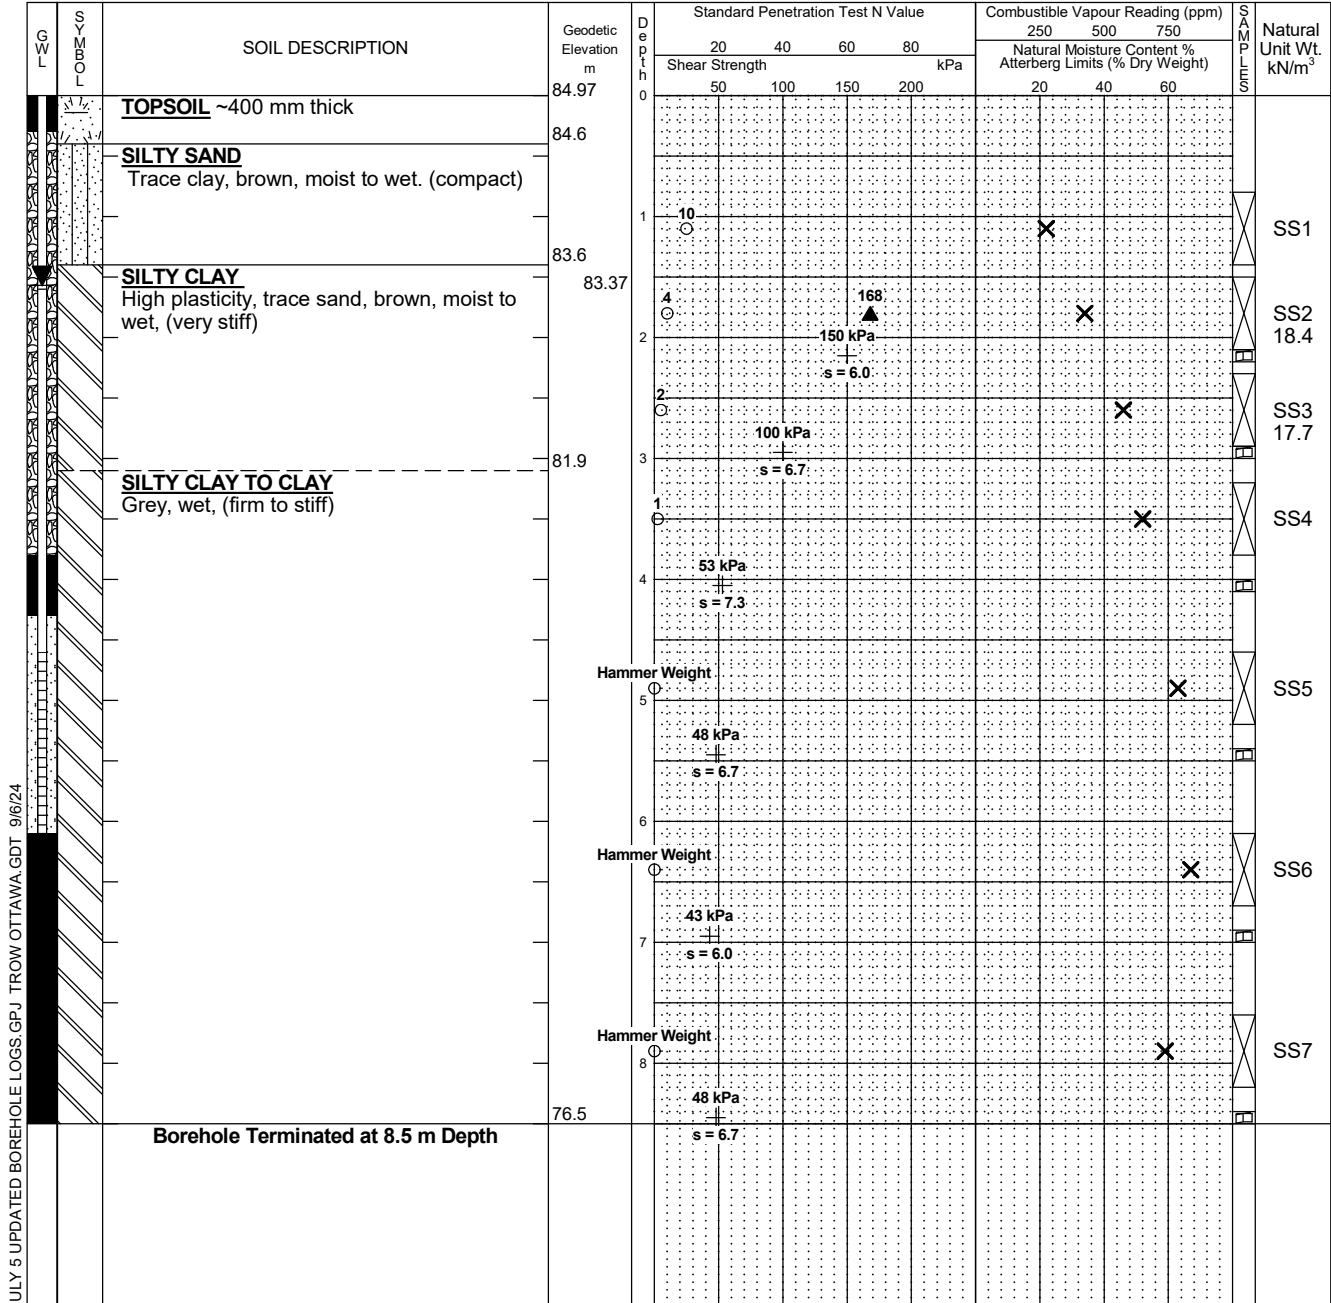 GWL
SYMBOL
SOIL DESCRIPTION
Geodetic
Elevation
m
Depth
Standard Penetration Test N Value
20 40 60 80
Shear Strength kPa
50 100 150 200
Combustible Vapour Reading (ppm)
250 500 750
Natural Moisture Content %
Atterberg Limits (% Dry Weight)
20 40 60
SAMPLES
Natural
Unit Wt.
kN/m³
84.97
0
TOPSOIL ~400 mm thick
84.6
SILTY SAND
Trace clay, brown, moist to wet. (compact)
1
10
SS1
83.6
SILTY CLAY
High plasticity, trace sand, brown, moist to
wet, (very stiff)
83.37
4
168
SS2
18.4
2
150 kPa
s = 6.0
2
SS3
17.7
100 kPa
3
s = 6.7
81.9
SILTY CLAY TO CLAY
Grey, wet, (firm to stiff)
1
SS4
53 kPa
4
s = 7.3
Hammer Weight
SS5
5
48 kPa
s = 6.7
6
Hammer Weight
SS6
43 kPa
7
s = 6.0
Hammer Weight
SS7
8
48 kPa
s = 6.7
76.5
Borehole Terminated at 8.5 m Depth
ULY 5 UPDATED BOREHOLE LOGS.GPJ TROW OTTAWA.GDT 9/6/24